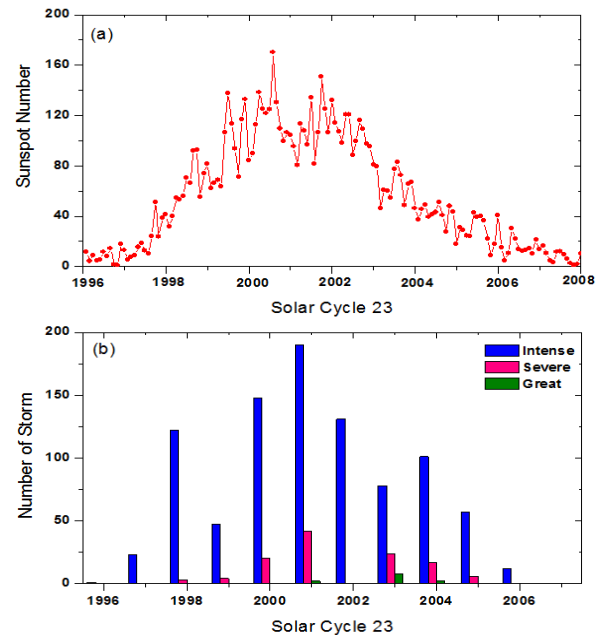 200
(a)
160
120
80
40
0
Sunspot Number
1996 1998 2000 2002 2004 2006 2008
Solar Cycle 23
200
(b)
Intense
Severe
Great
150
100
50
0
Number of Storm
1996 1998 2000 2002 2004 2006
Solar Cycle 23